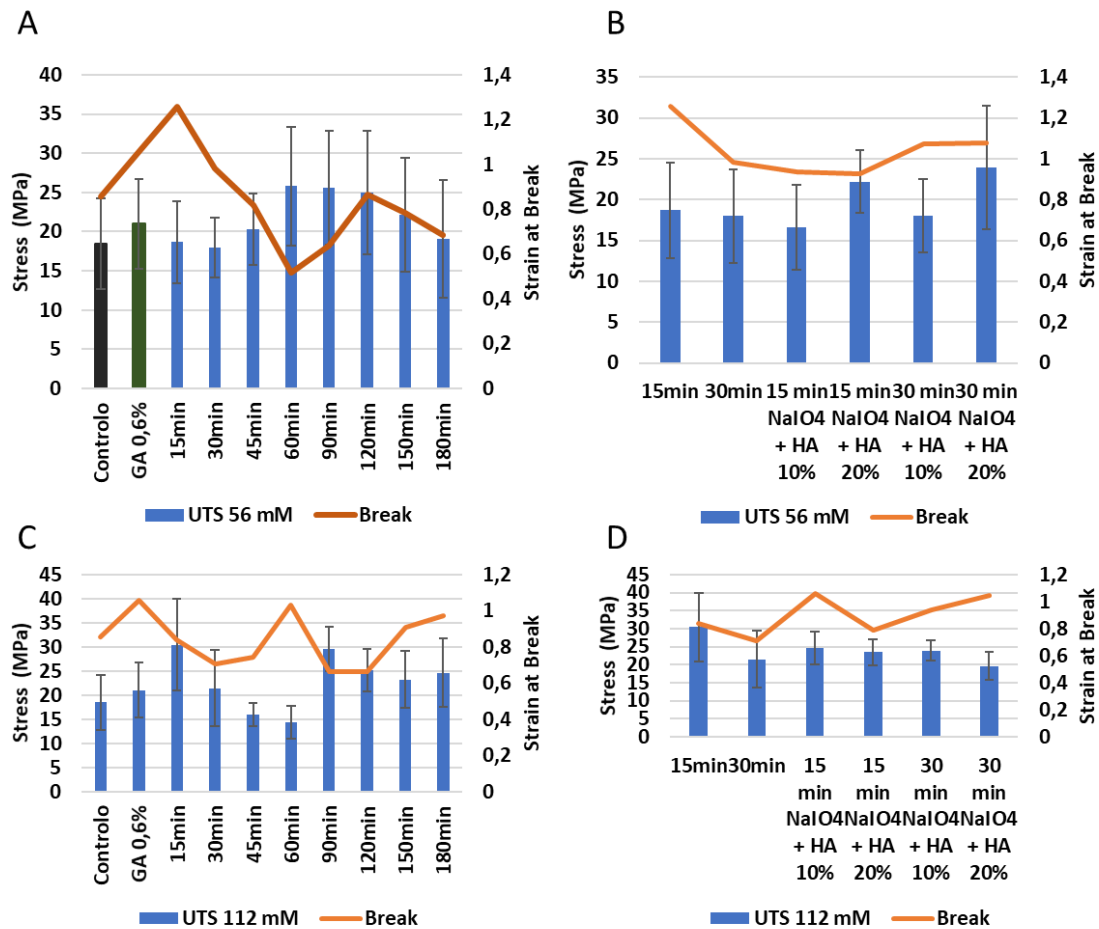 A
Stress (MPa)
40
35
30
25
20
15
10
5
0
1,4
1,2
1
0,8
0,6
0,4
0,2
0
Strain at Break
Controlo
GA 0,6%
15min
30min
45min
60min
90min
120min
150min
180min
UTS 56 mM
Break
B
Stress (MPa)
35
30
25
20
15
10
5
0
1,4
1,2
1
0,8
0,6
0,4
0,2
0
Strain at Break
15min
30min
15 min
NaIO4
+ HA
10%
15 min
NaIO4
+ HA
20%
30 min
NaIO4
+ HA
10%
30 min
NaIO4
+ HA
20%
UTS 56 mM
Break
C
Stress (MPa)
45
40
35
30
25
20
15
10
5
0
1,2
1
0,8
0,6
0,4
0,2
0
Strain at Break
Controlo
GA 0,6%
15min
30min
45min
60min
90min
120min
150min
180min
UTS 112 mM
Break
D
Stress (MPa)
45
40
35
30
25
20
15
10
5
0
1,2
1
0,8
0,6
0,4
0,2
0
Strain at Break
15min
30min
15
min
NaIO4
+ HA
10%
15
min
NaIO4
+ HA
20%
30
min
NaIO4
+ HA
10%
30
min
NaIO4
+ HA
20%
UTS 112 mM
Break